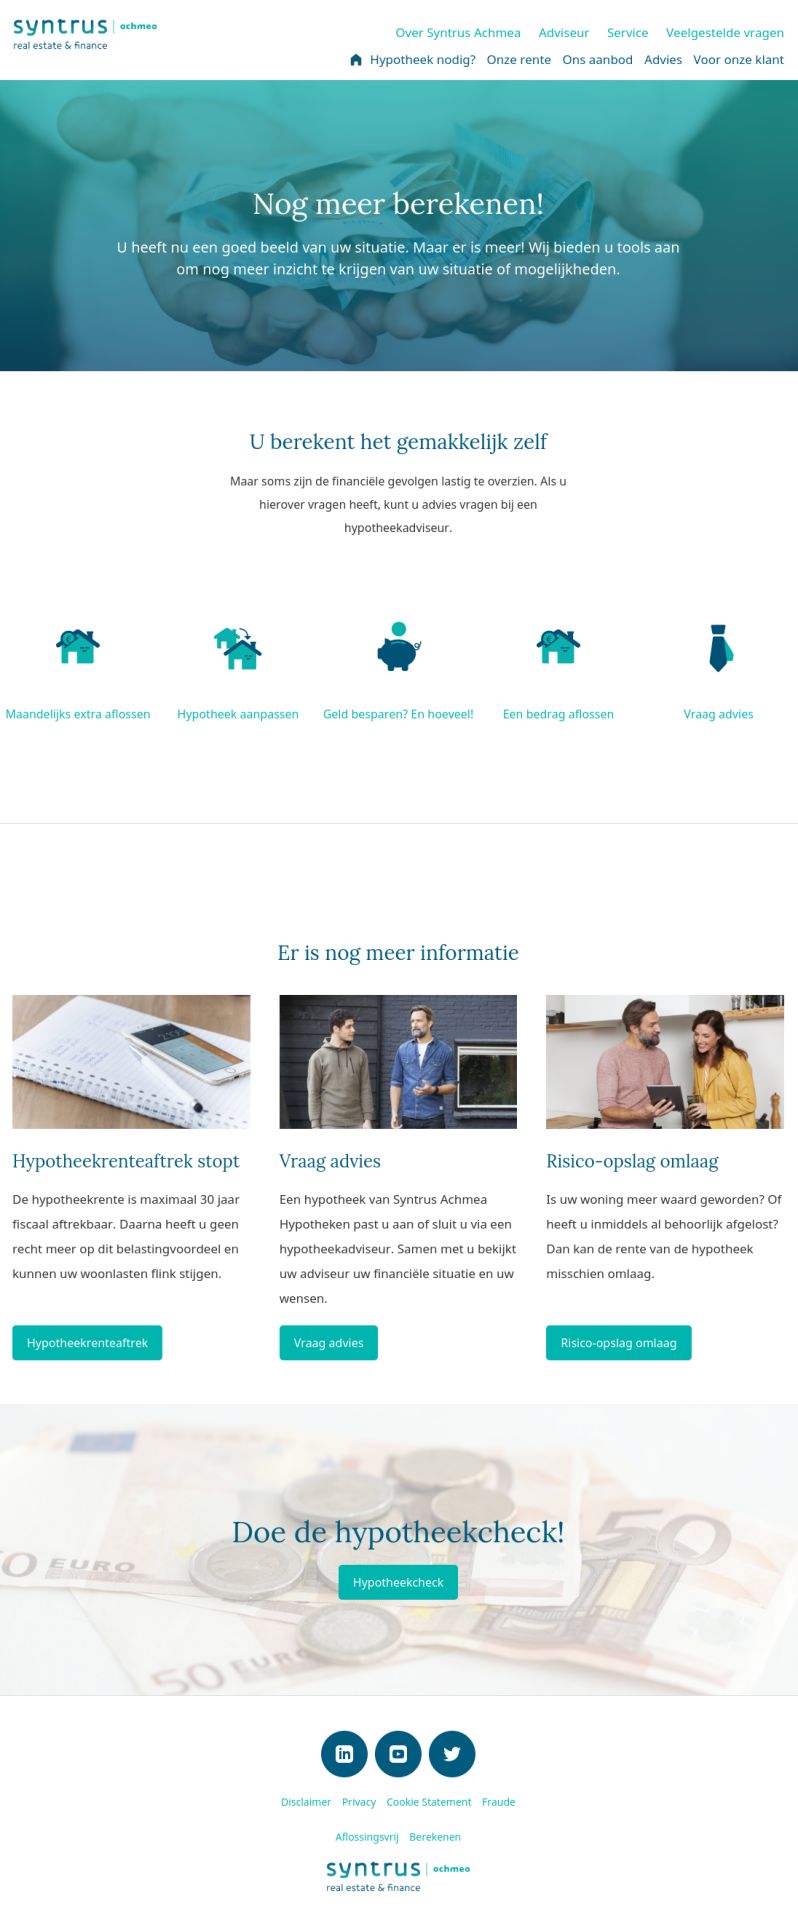 syntrus | achmea
real estate & finance
Over Syntrus Achmea Adviseur Service Veelgestelde vragen
Hypotheek nodig? Onze rente Ons aanbod Advies Voor onze klant
Nog meer berekenen!
U heeft nu een goed beeld van uw situatie. Maar er is meer! Wij bieden u tools aan
om nog meer inzicht te krijgen van uw situatie of mogelijkheden.
U berekent het gemakkelijk zelf
Maar soms zijn de financiële gevolgen lastig te overzien. Als u
hierover vragen heeft, kunt u advies vragen bij een
hypotheekadviseur.
Maandelijks extra aflossen
Hypotheek aanpassen
Geld besparen? En hoeveel!
Een bedrag aflossen
Vraag advies
Er is nog meer informatie
Hypotheekrenteaftrek stopt
De hypotheekrente is maximaal 30 jaar
fiscaal aftrekbaar. Daarna heeft u geen
recht meer op dit belastingvoordeel en
kunnen uw woonlasten flink stijgen.
Hypotheekrenteaftrek
Vraag advies
Een hypotheek van Syntrus Achmea
Hypotheken past u aan of sluit u via een
hypotheekadviseur. Samen met u bekijkt
uw adviseur uw financiële situatie en uw
wensen.
Vraag advies
Risico-opslag omlaag
Is uw woning meer waard geworden? Of
heeft u inmiddels al behoorlijk afgelost?
Dan kan de rente van de hypotheek
misschien omlaag.
Risico-opslag omlaag
50
EURO
Doe de hypotheekcheck!
Hypotheekcheck
50 EURO
Disclaimer Privacy Cookie Statement Fraude
Aflossingsvrij Berekenen
syntrus | achmea
real estate & finance